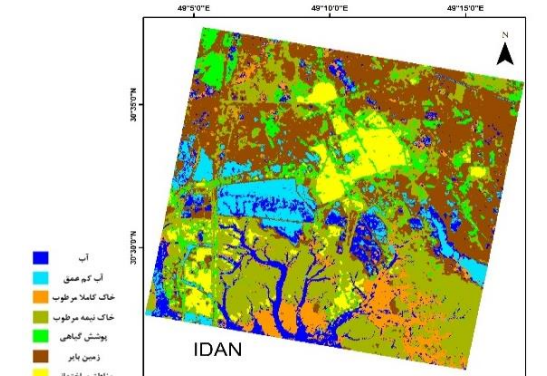 49°5'0"E 49°10'0"E 49°15'0"E
N
30°35'0"N
30°30'0"N
آب
آب کم عمق
خاک کاملا مرطوب
خاک نیمه مرطوب
پوشش گیاهی
زمین بایر
IDAN